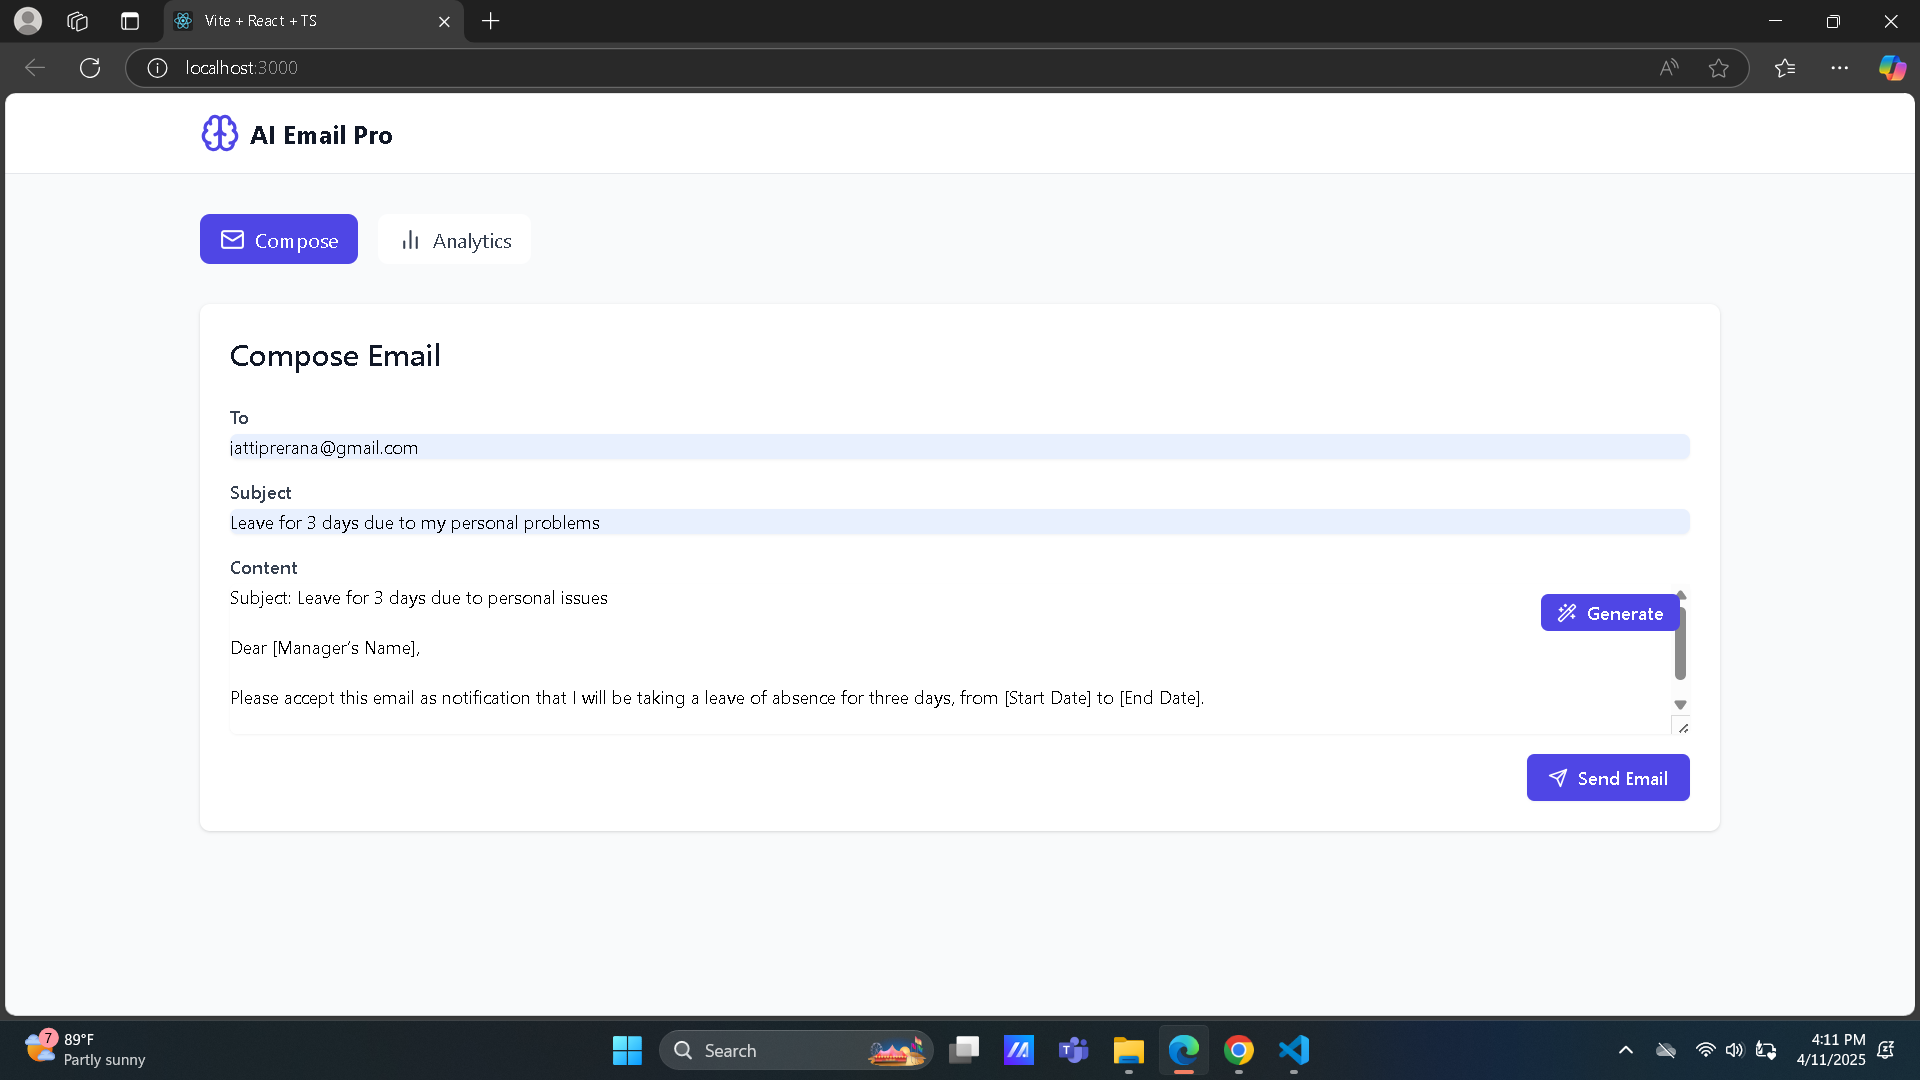 Vite + React + TS
localhost:3000
AI Email Pro
Compose
Analytics
Compose Email
To
jattiprerana@gmail.com
Subject
Leave for 3 days due to my personal problems
Content
Subject: Leave for 3 days due to personal issues
Generate
Dear [Manager's Name],
Please accept this email as notification that I will be taking a leave of absence for three days, from [Start Date] to [End Date].
Send Email
7
89°F
Partly sunny
Search
4:11 PM
4/11/2025